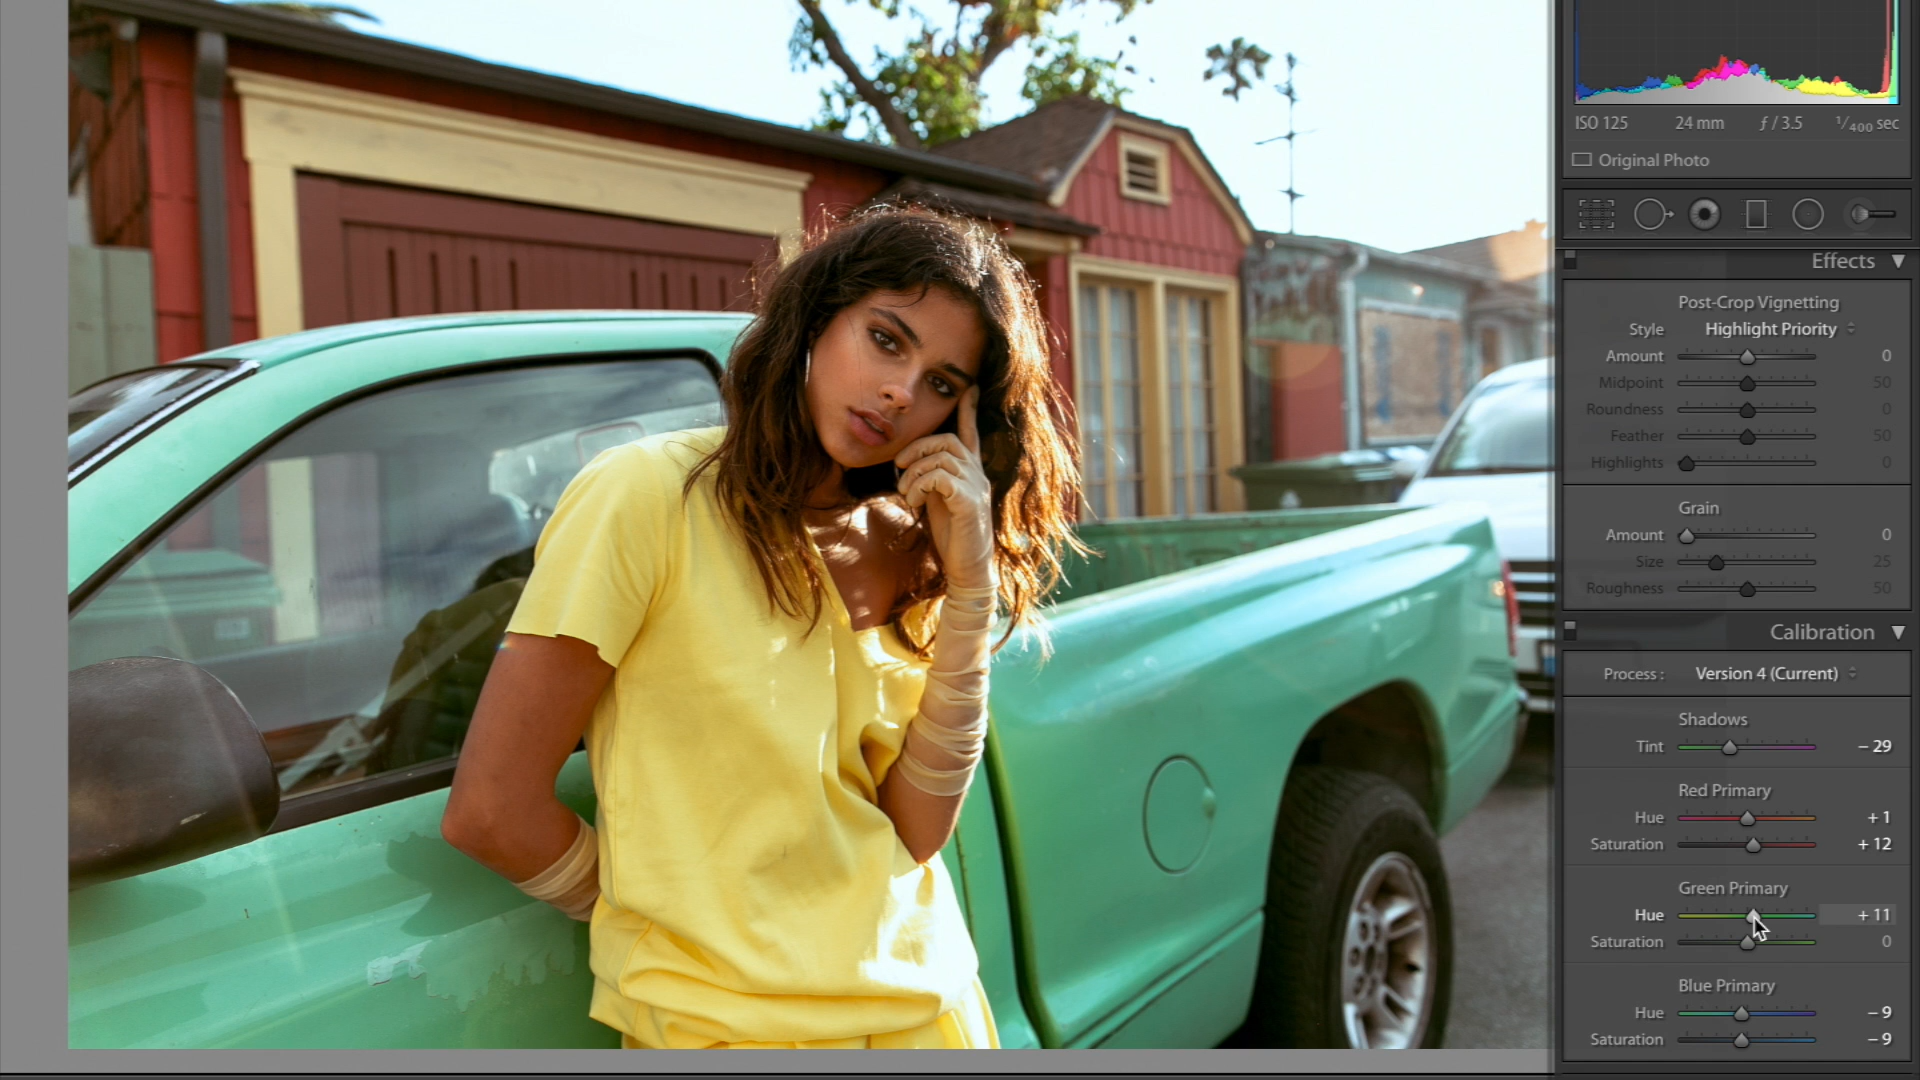 ISO 125 24 mm ƒ / 3.5 1/400 sec
Original Photo
Effects
Post-Crop Vignetting
Style Highlight Priority
Amount 0
Midpoint 50
Roundness 0
Feather 50
Highlights 0
Grain
Amount 0
Size 25
Roughness 50
Calibration
Process : Version 4 (Current)
Shadows
Tint – 29
Red Primary
Hue + 1
Saturation + 12
Green Primary
Hue + 11
Saturation 0
Blue Primary
Hue – 9
Saturation – 9